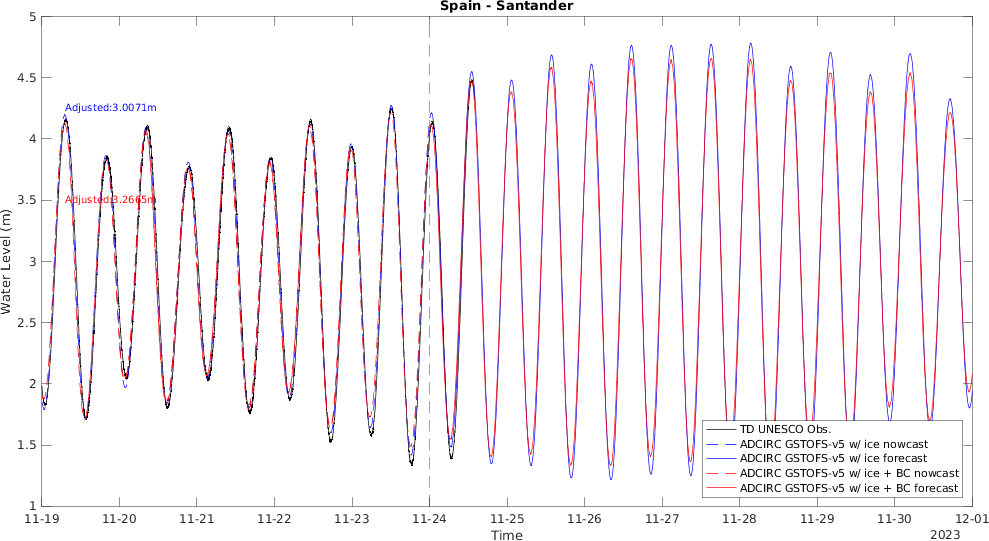 Spain - Santander
5
4.5
4
3.5
3
2.5
2
1.5
1
Water Level (m)
Adjusted:3.0071m
Adjusted:3.2665m
TD UNESCO Obs.
ADCIRC GSTOFS-v5 w/ ice nowcast
ADCIRC GSTOFS-v5 w/ ice forecast
ADCIRC GSTOFS-v5 w/ ice + BC nowcast
ADCIRC GSTOFS-v5 w/ ice + BC forecast
11-19 11-20 11-21 11-22 11-23 11-24 11-25 11-26 11-27 11-28 11-29 11-30 12-01
Time
2023